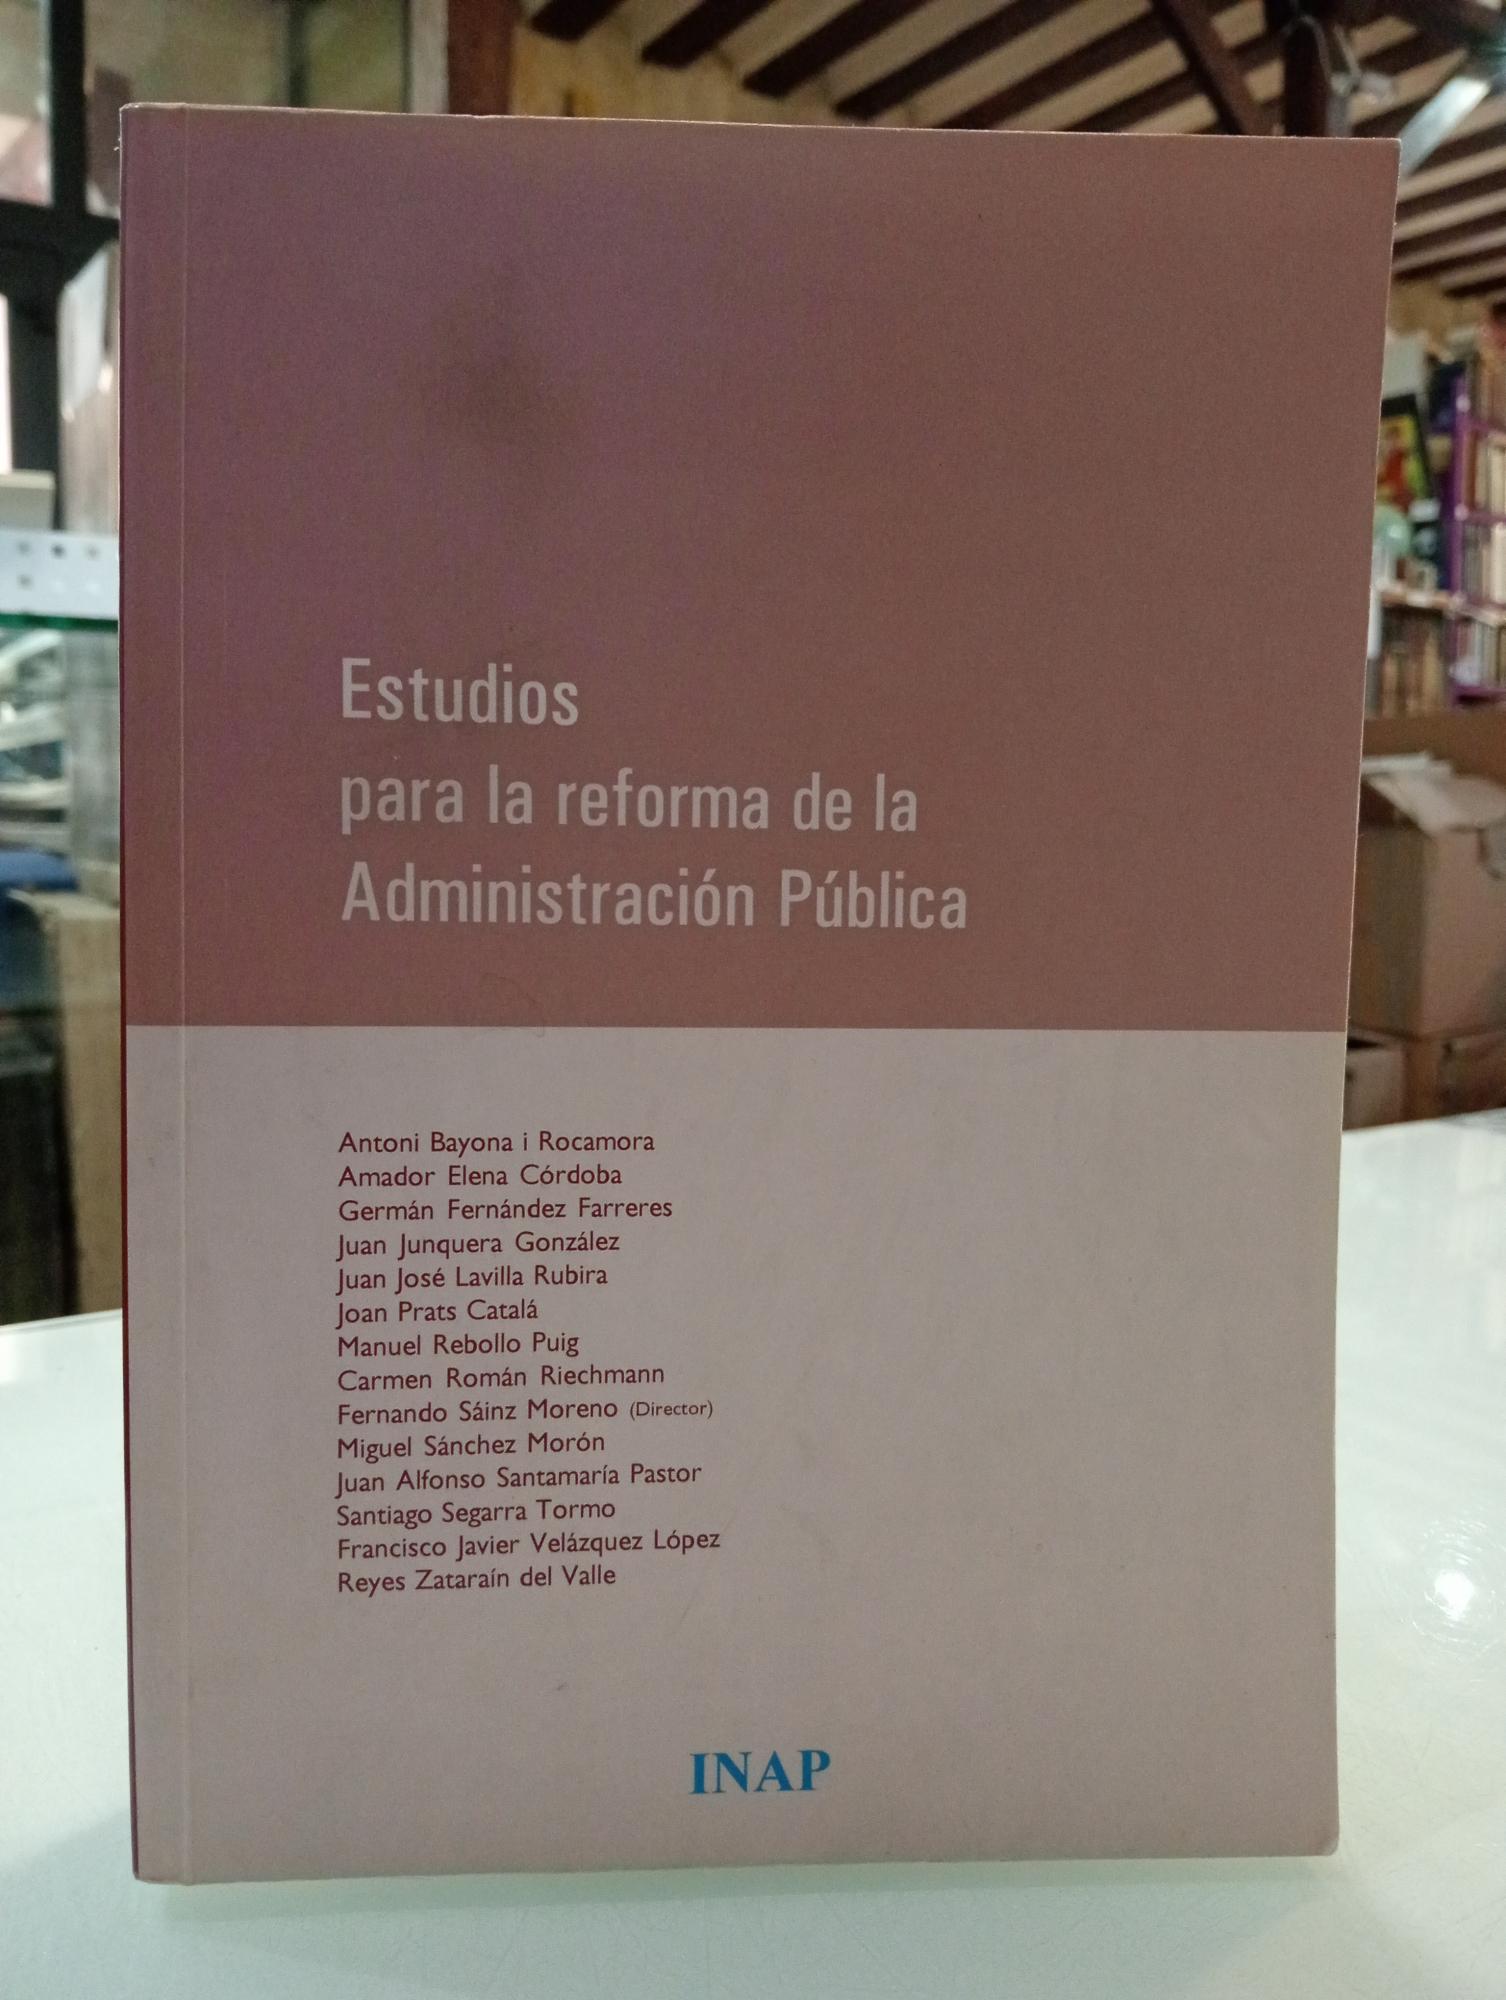 Estudios
para la reforma de la
Administración Pública
Antoni Bayona i Rocamora
Amador Elena Córdoba
Germán Fernández Farreres
Juan Junquera González
Juan José Lavilla Rubira
Joan Prats Catalá
Manuel Rebollo Puig
Carmen Román Riechmann
Fernando Sáinz Moreno (Director)
Miguel Sánchez Morón
Juan Alfonso Santamaría Pastor
Santiago Segarra Tormo
Francisco Javier Velázquez López
Reyes Zataraín del Valle
INAP